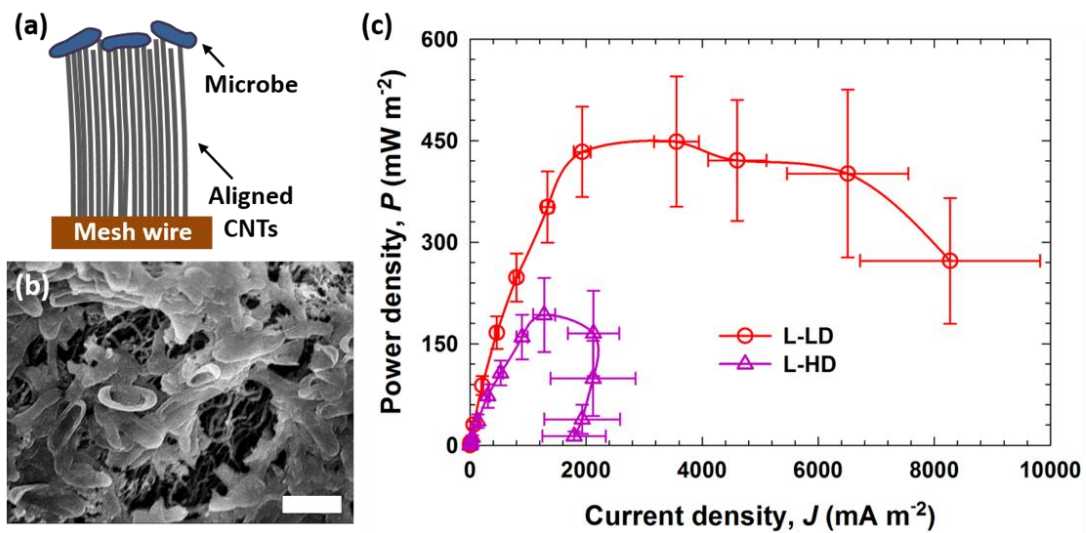 (a)
Microbe
Aligned
CNTs
Mesh wire
(b)
(c)
600
450
300
150
0
Power density, P (mW m⁻²)
L-LD
L-HD
0
2000
4000
6000
8000
10000
Current density, J (mA m⁻²)